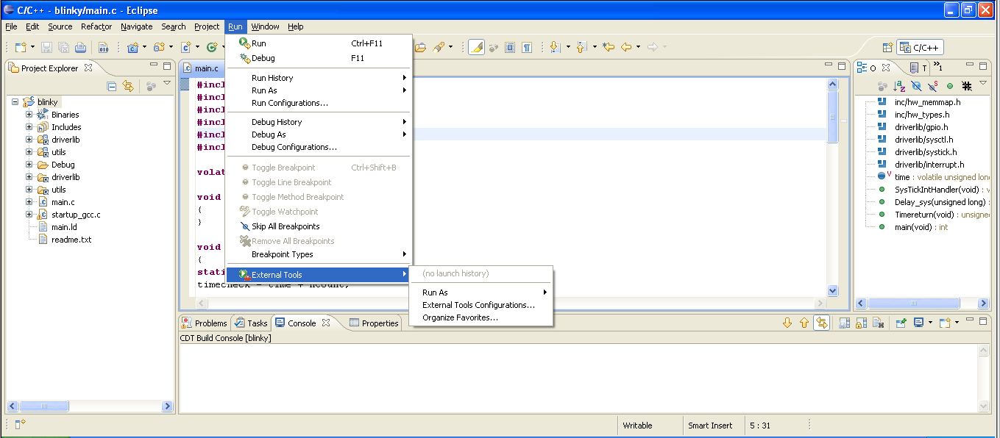 C/C++ - blinky/main.c - Eclipse
File Edit Source Refactor Navigate Search Project Run Window Help
C/C++
Project Explorer
blinky
Binaries
Includes
driverlib
utils
Debug
driverlib
utils
main.c
startup_gcc.c
main.ld
readme.txt
main.c
#incl
#incl
#incl
#incl
#incl
#incl
volat
void
{
}
void
{
stati
timecheck = time + ncount;
Run Ctrl+F11
Debug F11
Run History
Run As
Run Configurations...
Debug History
Debug As
Debug Configurations...
Toggle Breakpoint Ctrl+Shift+B
Toggle Line Breakpoint
Toggle Method Breakpoint
Toggle Watchpoint
Skip All Breakpoints
Remove All Breakpoints
Breakpoint Types
External Tools
(no launch history)
Run As
External Tools Configurations...
Organize Favorites...
O T »1
inc/hw_memmap.h
inc/hw_types.h
driverlib/gpio.h
driverlib/sysctl.h
driverlib/systick.h
driverlib/interrupt.h
time : volatile unsigned long
SysTickIntHandler(void) : v
Delay_sys(unsigned long) :
Timereturn(void) : unsigne
main(void) : int
Problems Tasks Console Properties
CDT Build Console [blinky]
Writable Smart Insert 5 : 31